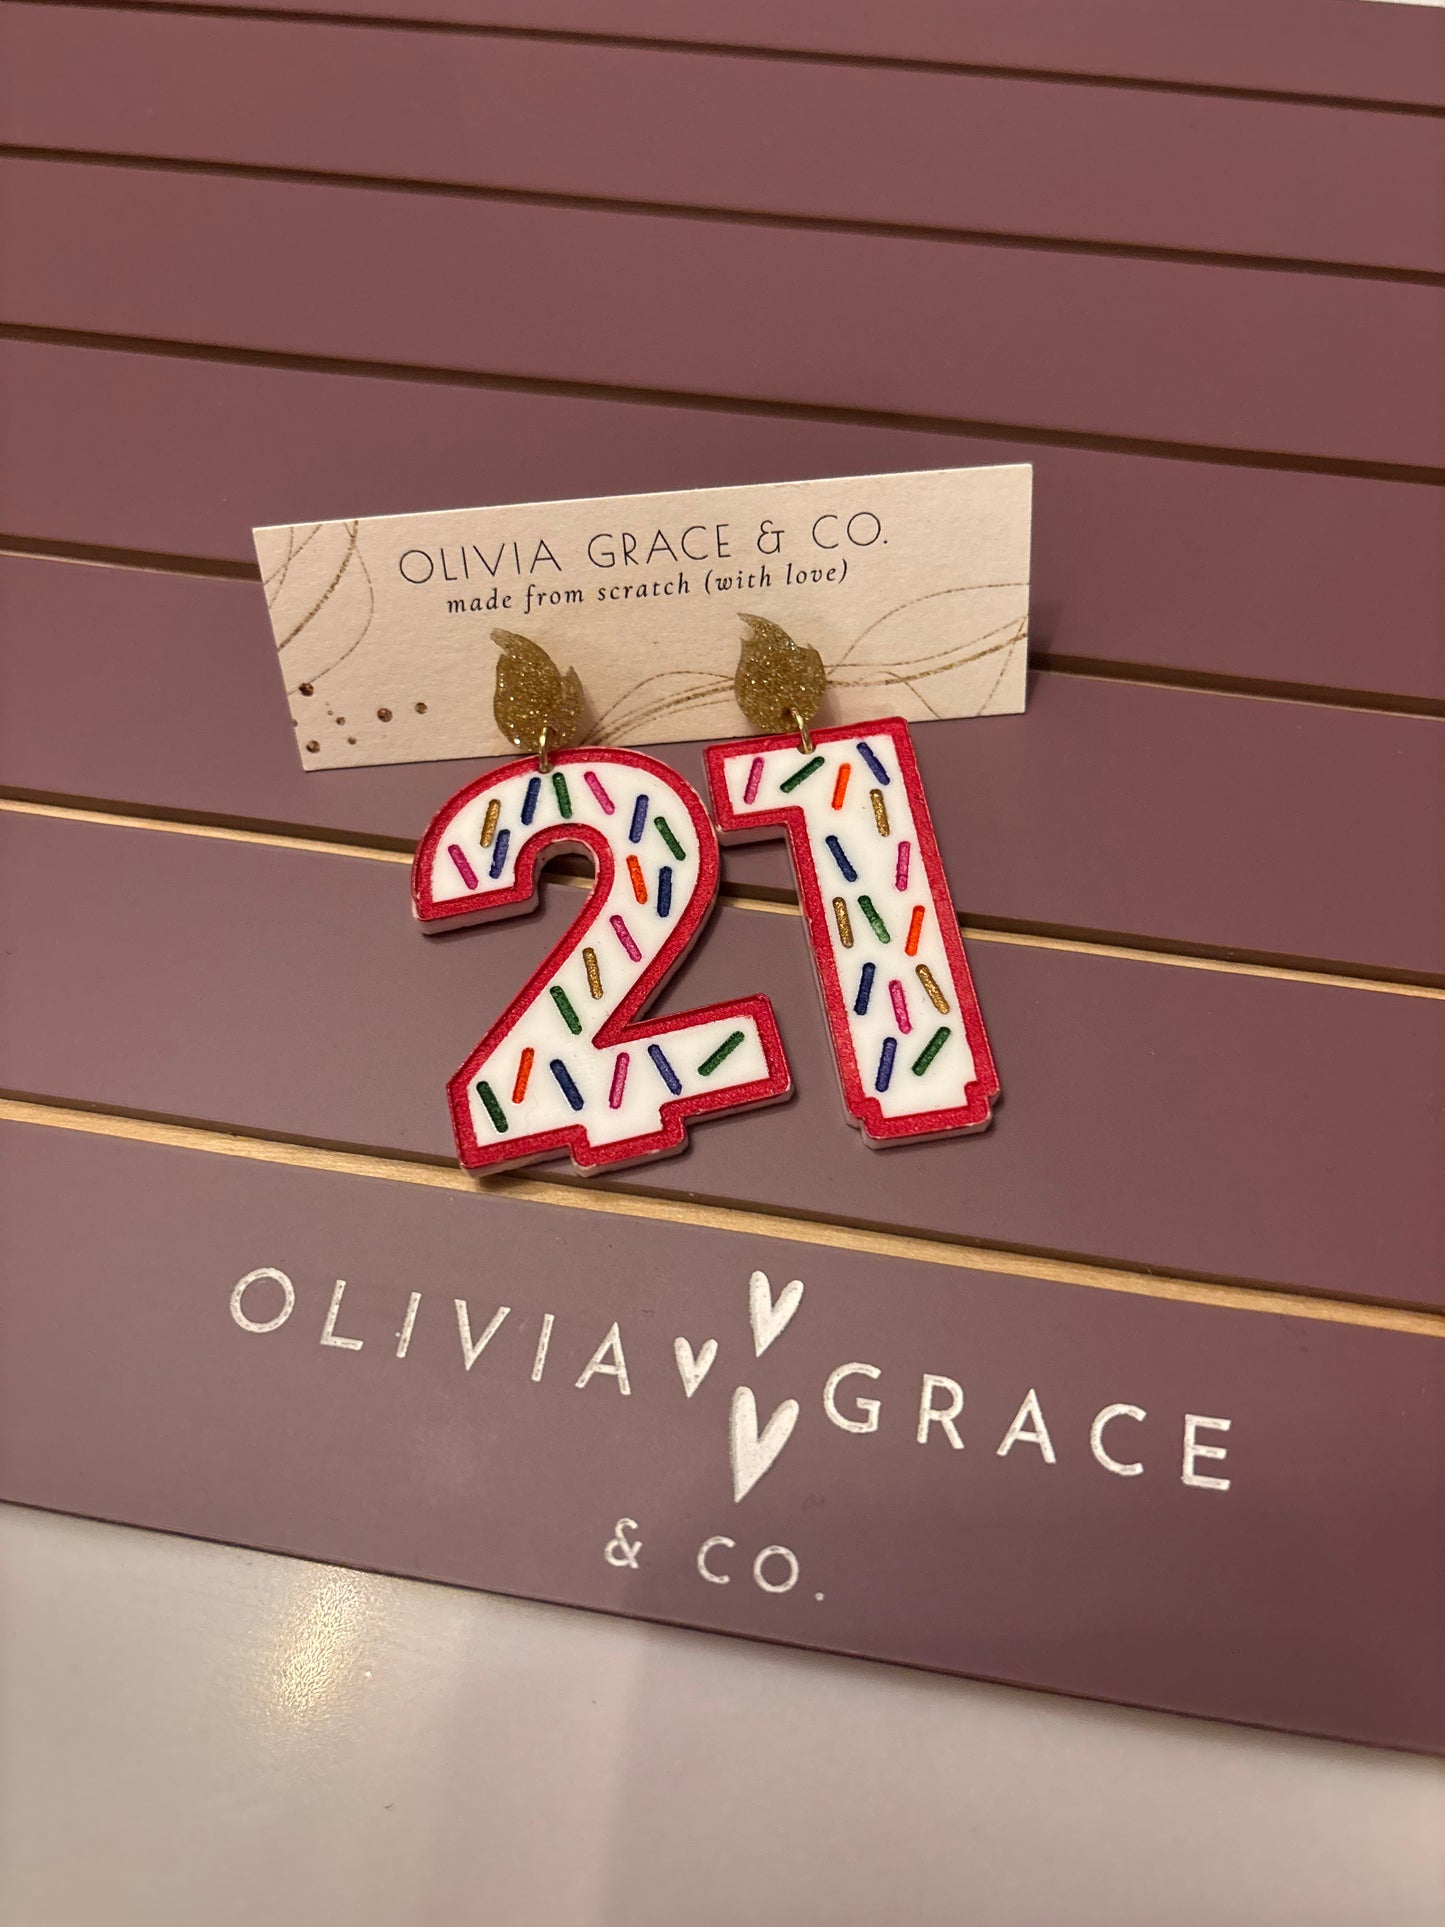 OLIVIA GRACE & CO.
made from scratch (with love)
21
OLIVIA GRACE
& CO.